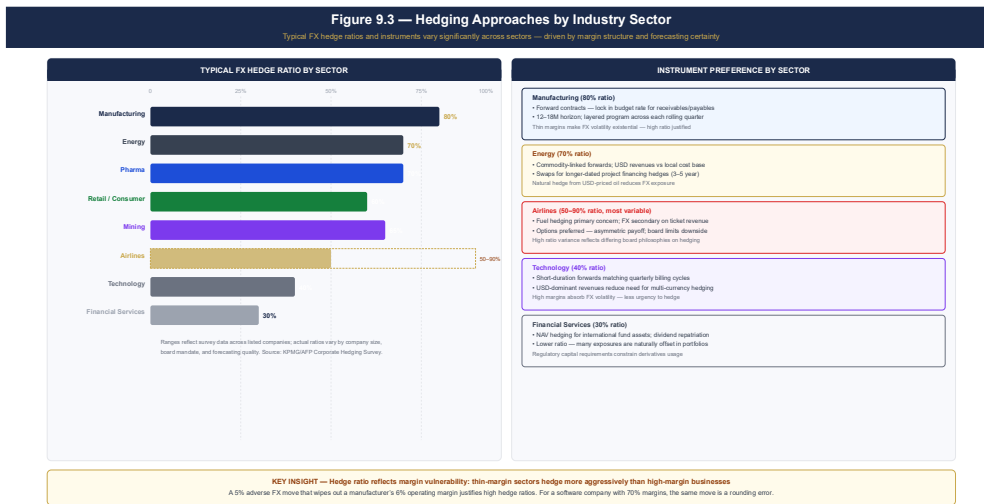 Figure 9.3 — Hedging Approaches by Industry Sector
Typical FX hedge ratios and instruments vary significantly across sectors — driven by margin structure and forecasting certainty
TYPICAL FX HEDGE RATIO BY SECTOR
0 25% 50% 75% 100%
Manufacturing 80%
Energy 70%
Pharma
Retail / Consumer
Mining
Airlines 50–90%
Technology
Financial Services 30%
Ranges reflect survey data across listed companies; actual ratios vary by company size,
board mandate, and forecasting quality. Source: KPMG/AFP Corporate Hedging Survey.
INSTRUMENT PREFERENCE BY SECTOR
Manufacturing (80% ratio)
• Forward contracts — lock in budget rate for receivables/payables
• 12–18M horizon; layered program across each rolling quarter
Thin margins make FX volatility existential — high ratio justified
Energy (70% ratio)
• Commodity-linked forwards; USD revenues vs local cost base
• Swaps for longer-dated project financing hedges (3–5 year)
Natural hedge from USD-priced oil reduces FX exposure
Airlines (50–90% ratio, most variable)
• Fuel hedging primary concern; FX secondary on ticket revenue
• Options preferred — asymmetric payoff; board limits downside
High ratio variance reflects differing board philosophies on hedging
Technology (40% ratio)
• Short-duration forwards matching quarterly billing cycles
• USD-dominant revenues reduce need for multi-currency hedging
High margins absorb FX volatility — less urgency to hedge
Financial Services (30% ratio)
• NAV hedging for international fund assets; dividend repatriation
• Lower ratio — many exposures are naturally offset in portfolios
Regulatory capital requirements constrain derivatives usage
KEY INSIGHT — Hedge ratio reflects margin vulnerability: thin-margin sectors hedge more aggressively than high-margin businesses
A 5% adverse FX move that wipes out a manufacturer's 6% operating margin justifies high hedge ratios. For a software company with 70% margins, the same move is a rounding error.